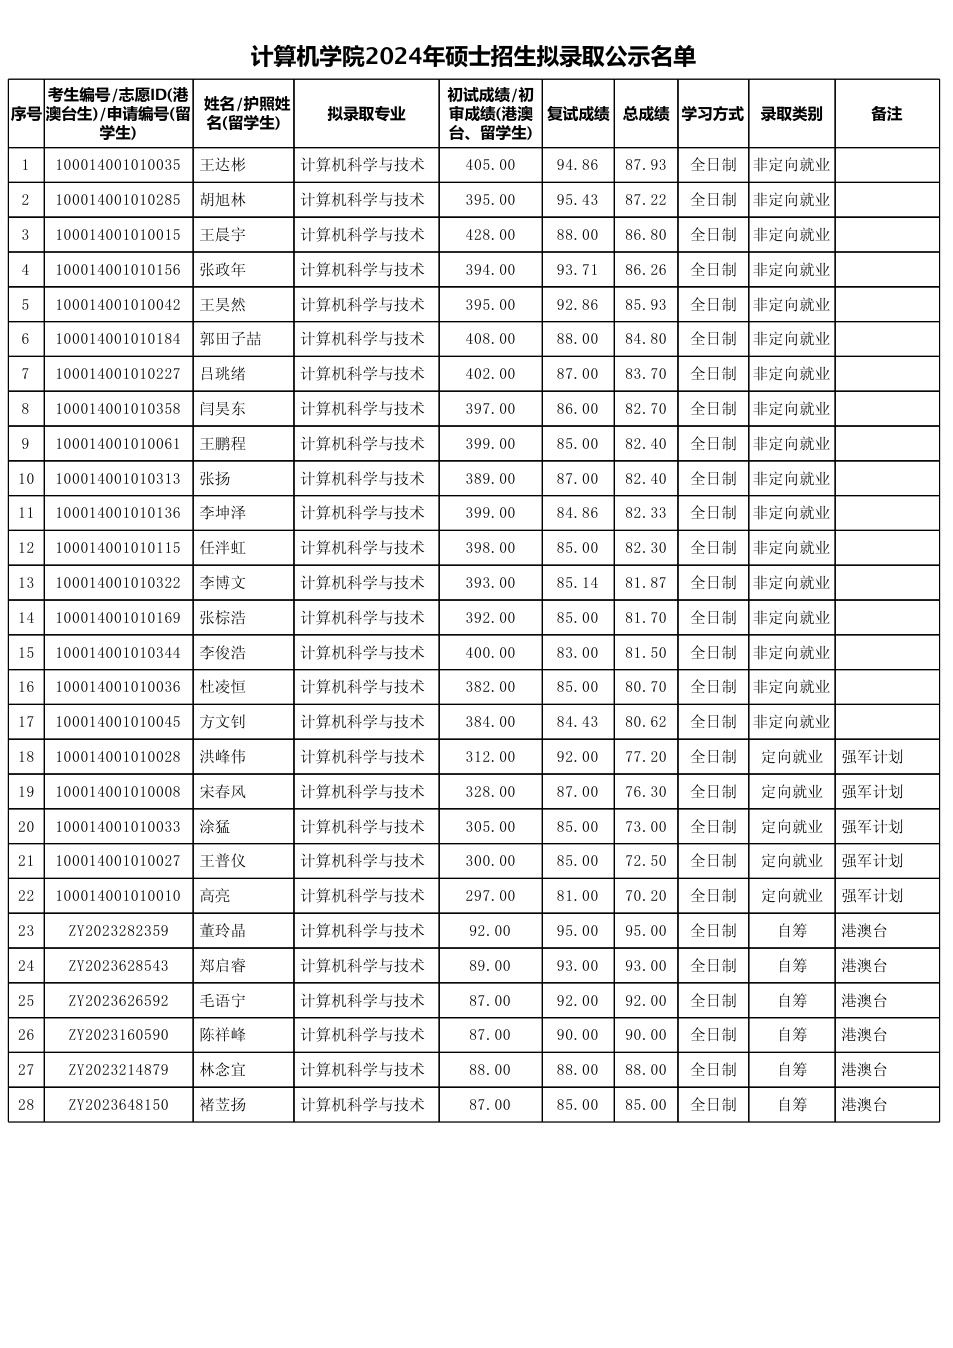 计算机学院2024年硕士招生拟录取公示名单
序号 考生编号/志愿ID(港澳台生)/申请编号(留学生) 姓名/护照姓名(留学生) 拟录取专业 初试成绩/初审成绩(港澳台、留学生) 复试成绩 总成绩 学习方式 录取类别 备注
1 100014001010035 王达彬 计算机科学与技术 405.00 94.86 87.93 全日制 非定向就业
2 100014001010285 胡旭林 计算机科学与技术 395.00 95.43 87.22 全日制 非定向就业
3 100014001010015 王晨宇 计算机科学与技术 428.00 88.00 86.80 全日制 非定向就业
4 100014001010156 张政年 计算机科学与技术 394.00 93.71 86.26 全日制 非定向就业
5 100014001010042 王昊然 计算机科学与技术 395.00 92.86 85.93 全日制 非定向就业
6 100014001010184 郭田子喆 计算机科学与技术 408.00 88.00 84.80 全日制 非定向就业
7 100014001010227 吕珧绪 计算机科学与技术 402.00 87.00 83.70 全日制 非定向就业
8 100014001010358 闫昊东 计算机科学与技术 397.00 86.00 82.70 全日制 非定向就业
9 100014001010061 王鹏程 计算机科学与技术 399.00 85.00 82.40 全日制 非定向就业
10 100014001010313 张扬 计算机科学与技术 389.00 87.00 82.40 全日制 非定向就业
11 100014001010136 李坤泽 计算机科学与技术 399.00 84.86 82.33 全日制 非定向就业
12 100014001010115 任泮虹 计算机科学与技术 398.00 85.00 82.30 全日制 非定向就业
13 100014001010322 李博文 计算机科学与技术 393.00 85.14 81.87 全日制 非定向就业
14 100014001010169 张棕浩 计算机科学与技术 392.00 85.00 81.70 全日制 非定向就业
15 100014001010344 李俊浩 计算机科学与技术 400.00 83.00 81.50 全日制 非定向就业
16 100014001010036 杜凌恒 计算机科学与技术 382.00 85.00 80.70 全日制 非定向就业
17 100014001010045 方文钊 计算机科学与技术 384.00 84.43 80.62 全日制 非定向就业
18 100014001010028 洪峰伟 计算机科学与技术 312.00 92.00 77.20 全日制 定向就业 强军计划
19 100014001010008 宋春风 计算机科学与技术 328.00 87.00 76.30 全日制 定向就业 强军计划
20 100014001010033 涂猛 计算机科学与技术 305.00 85.00 73.00 全日制 定向就业 强军计划
21 100014001010027 王普仪 计算机科学与技术 300.00 85.00 72.50 全日制 定向就业 强军计划
22 100014001010010 高亮 计算机科学与技术 297.00 81.00 70.20 全日制 定向就业 强军计划
23 ZY2023282359 董玲晶 计算机科学与技术 92.00 95.00 95.00 全日制 自筹 港澳台
24 ZY2023628543 郑启睿 计算机科学与技术 89.00 93.00 93.00 全日制 自筹 港澳台
25 ZY2023626592 毛语宁 计算机科学与技术 87.00 92.00 92.00 全日制 自筹 港澳台
26 ZY2023160590 陈祥峰 计算机科学与技术 87.00 90.00 90.00 全日制 自筹 港澳台
27 ZY2023214879 林念宜 计算机科学与技术 88.00 88.00 88.00 全日制 自筹 港澳台
28 ZY2023648150 褚苙扬 计算机科学与技术 87.00 85.00 85.00 全日制 自筹 港澳台